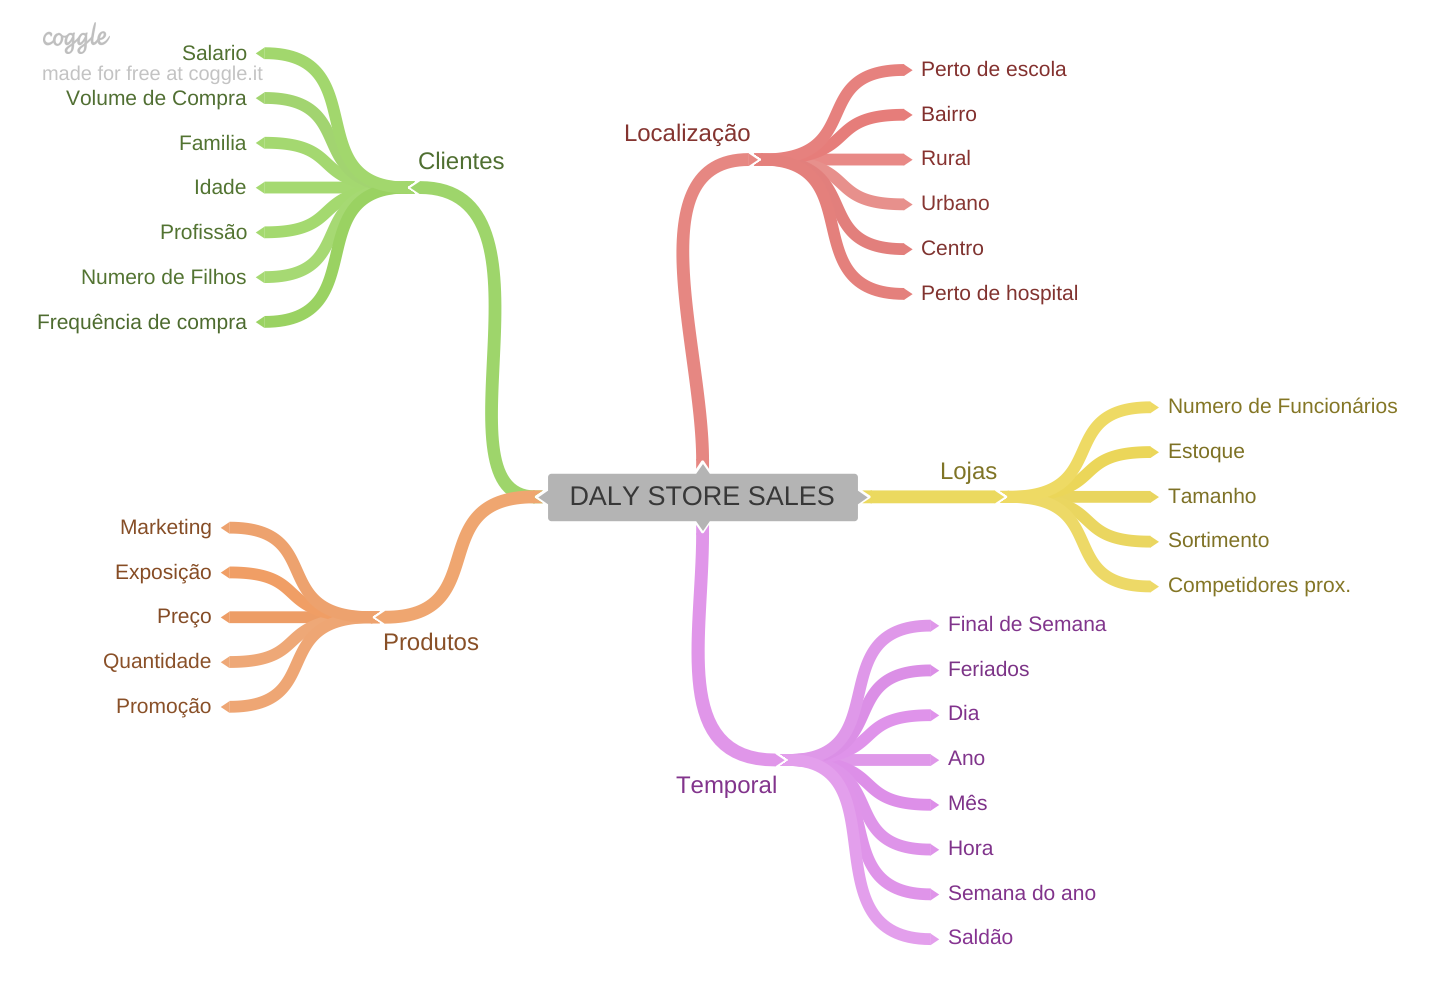 coggle
made for free at coggle.it
Clientes
Salario
Volume de Compra
Familia
Idade
Profissão
Numero de Filhos
Frequência de compra
Localização
Perto de escola
Bairro
Rural
Urbano
Centro
Perto de hospital
DALY STORE SALES
Lojas
Numero de Funcionários
Estoque
Tamanho
Sortimento
Competidores prox.
Produtos
Marketing
Exposição
Preço
Quantidade
Promoção
Temporal
Final de Semana
Feriados
Dia
Ano
Mês
Hora
Semana do ano
Saldão